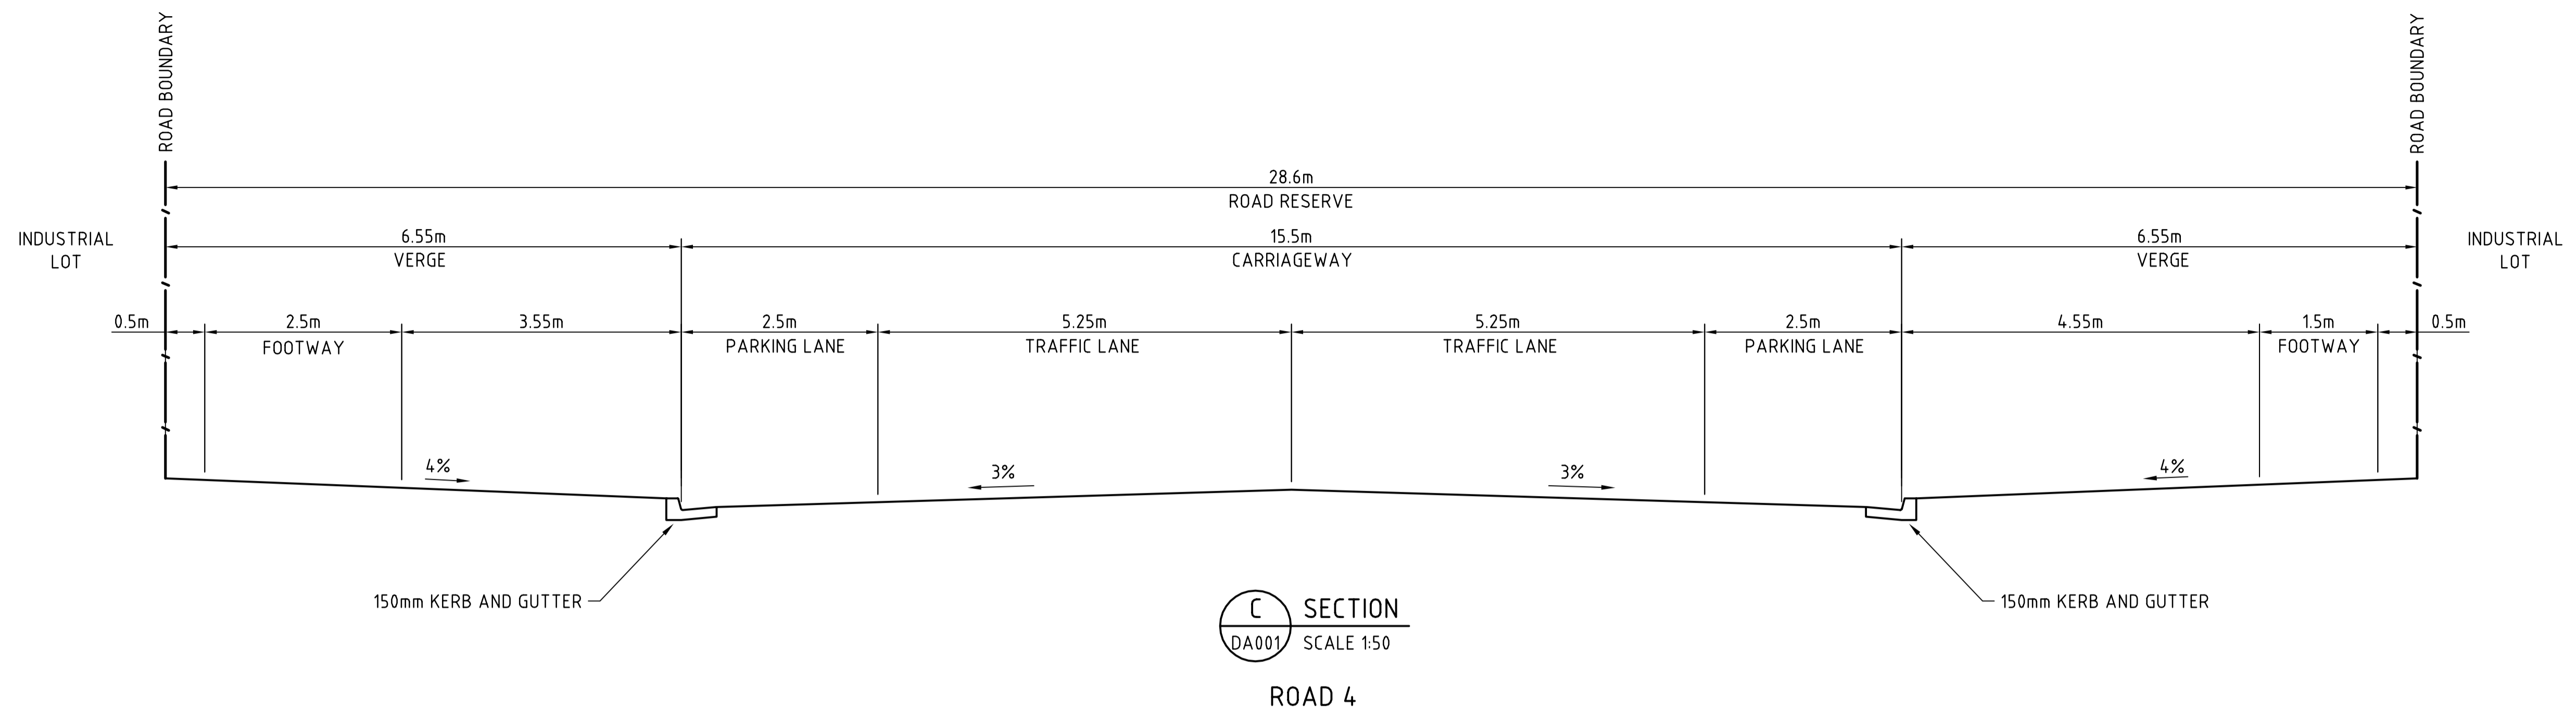 ROAD BOUNDARY
ROAD BOUNDARY
28.6m
ROAD RESERVE
INDUSTRIAL
LOT
6.55m
VERGE
15.5m
CARRIAGEWAY
6.55m
VERGE
INDUSTRIAL
LOT
0.5m
2.5m
FOOTWAY
3.55m
2.5m
PARKING LANE
5.25m
TRAFFIC LANE
5.25m
TRAFFIC LANE
2.5m
PARKING LANE
4.55m
1.5m
FOOTWAY
0.5m
4%
3%
3%
4%
150mm KERB AND GUTTER
150mm KERB AND GUTTER
C
DA001
SECTION
SCALE 1:50
ROAD 4